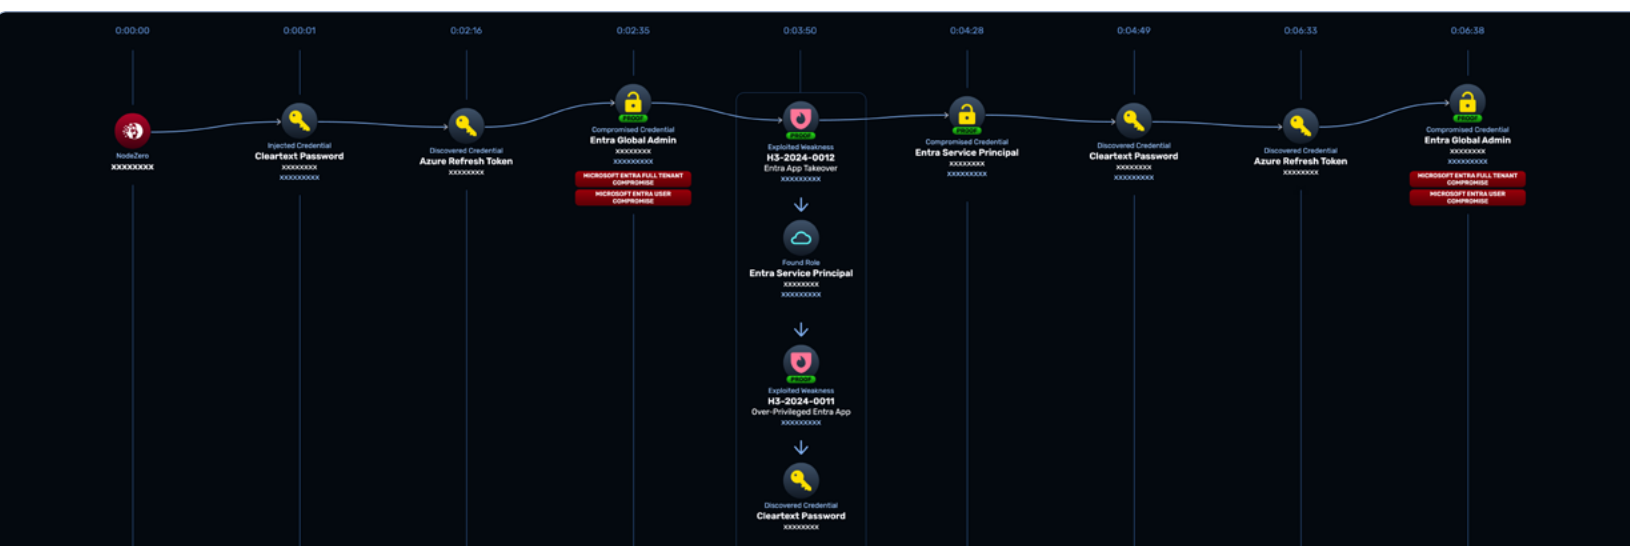 0:00:00
0:00:01
0:02:16
0:02:35
0:03:50
0:04:28
0:04:49
0:06:33
0:06:38
NodeZero
xxxxxxxx
Injected Credential
Cleartext Password
xxxxxxxx
xxxxxxxxx
Discovered Credential
Azure Refresh Token
xxxxxxxx
PROOF
Compromised Credential
Entra Global Admin
xxxxxxxx
xxxxxxxxx
MICROSOFT ENTRA FULL TENANT
COMPROMISE
MICROSOFT ENTRA USER
COMPROMISE
PROOF
Exploited Weakness
H3-2024-0012
Entra App Takeover
xxxxxxxxx
Found Role
Entra Service Principal
xxxxxxxx
xxxxxxxxx
PROOF
Exploited Weakness
H3-2024-0011
Over-Privileged Entra App
xxxxxxxxx
Discovered Credential
Cleartext Password
xxxxxxxx
PROOF
Compromised Credential
Entra Service Principal
xxxxxxxx
xxxxxxxxx
Discovered Credential
Cleartext Password
xxxxxxxx
xxxxxxxxx
Discovered Credential
Azure Refresh Token
xxxxxxxx
PROOF
Compromised Credential
Entra Global Admin
xxxxxxxx
xxxxxxxxx
MICROSOFT ENTRA FULL TENANT
COMPROMISE
MICROSOFT ENTRA USER
COMPROMISE